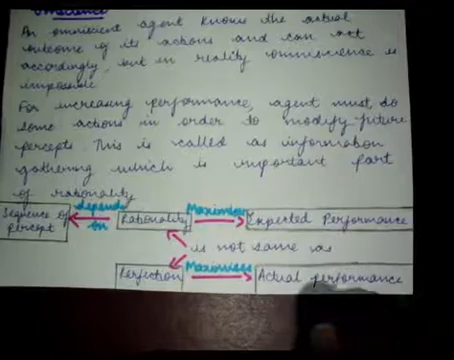 Omniscience
An omniscient agent knows the actual
outcome of its actions and can act
accordingly, but in reality omniscience is
impossible
For increasing performance, agent must do
some actions in order to modify future
percepts. This is called as information
gathering which is important part
of rationality
Sequence of percept depends on Rationality Maximises Expected Performance
is not same as
Perfection Maximises Actual performance